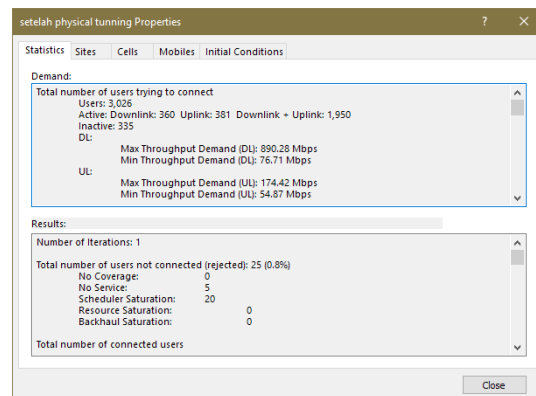 setelah physical tunning Properties ? ×
Statistics Sites Cells Mobiles Initial Conditions
Demand:
Total number of users trying to connect
Users: 3,026
Active: Downlink: 360 Uplink: 381 Downlink + Uplink: 1,950
Inactive: 335
DL:
Max Throughput Demand (DL): 890.28 Mbps
Min Throughput Demand (DL): 76.71 Mbps
UL:
Max Throughput Demand (UL): 174.42 Mbps
Min Throughput Demand (UL): 54.87 Mbps
Results:
Number of Iterations: 1
Total number of users not connected (rejected): 25 (0.8%)
No Coverage: 0
No Service: 5
Scheduler Saturation: 20
Resource Saturation: 0
Backhaul Saturation: 0
Total number of connected users
Close